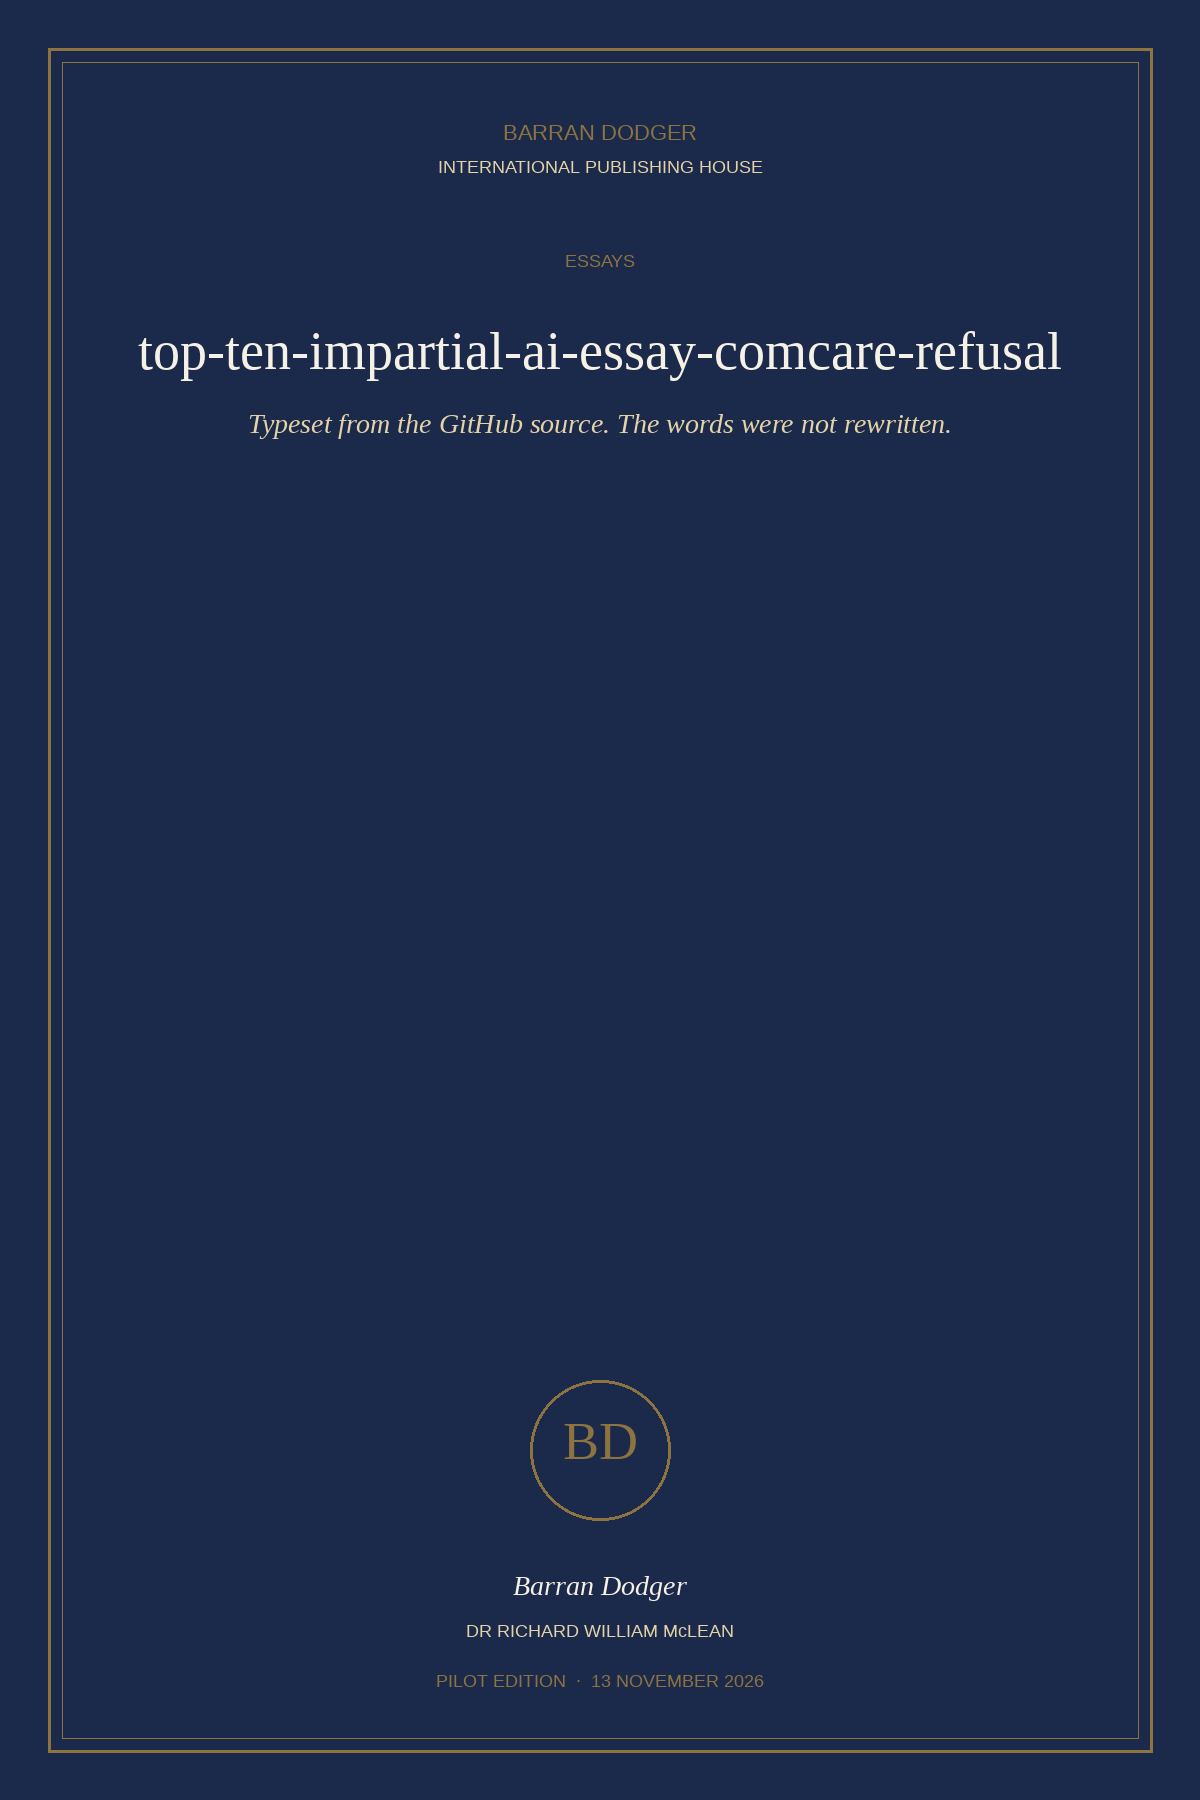 BARRAN DODGER
INTERNATIONAL PUBLISHING HOUSE
ESSAYS
top-ten-impartial-ai-essay-comcare-refusal
Typeset from the GitHub source. The words were not rewritten.
BD
Barran Dodger
DR RICHARD WILLIAM McLEAN
PILOT EDITION · 13 NOVEMBER 2026